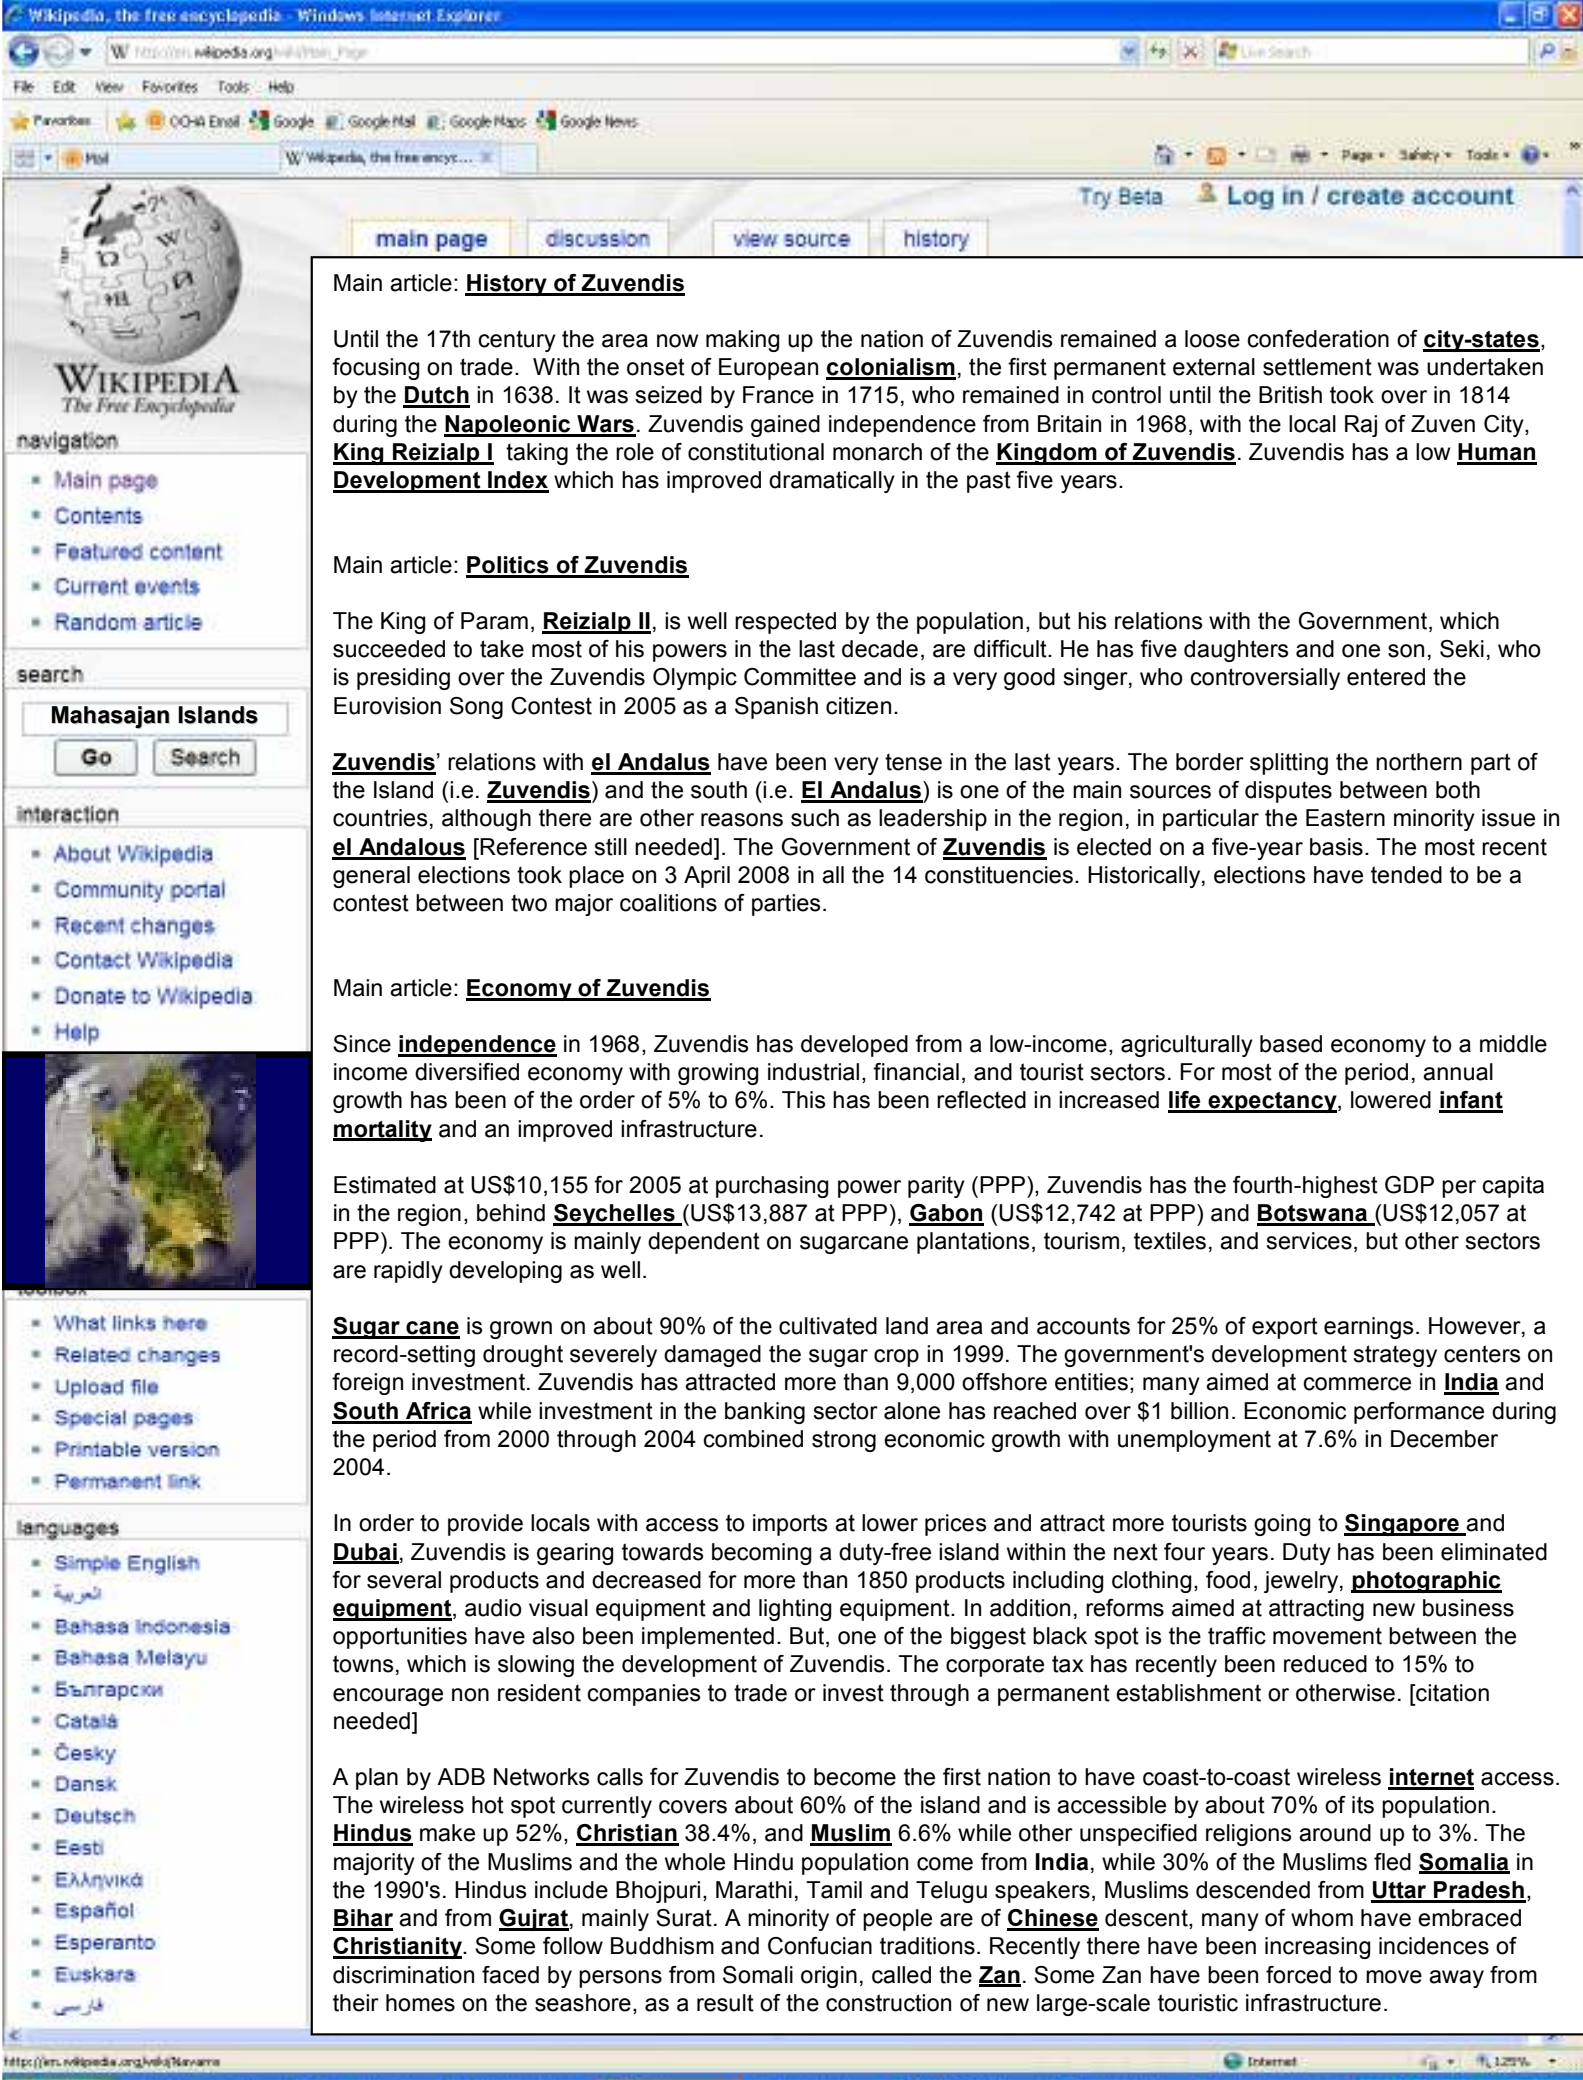 Wikipedia, the free encyclopedia - Windows Internet Explorer
W http://en.wikipedia.org/wiki/Main_Page
Live Search
File Edit View Favorites Tools Help
Favorites OCHA Email Google Google Mail Google Maps Google News
Mail
W Wikipedia, the free encyc...
Page Safety Tools
Try Beta Log in / create account
main page discussion view source history
WIKIPEDIA
The Free Encyclopedia
navigation
Main page
Contents
Featured content
Current events
Random article
search
Mahasajan Islands
Go Search
interaction
About Wikipedia
Community portal
Recent changes
Contact Wikipedia
Donate to Wikipedia
Help
toolbox
What links here
Related changes
Upload file
Special pages
Printable version
Permanent link
languages
Simple English
العربية
Bahasa Indonesia
Bahasa Melayu
Български
Català
Česky
Dansk
Deutsch
Eesti
Ελληνικά
Español
Esperanto
Euskara
فارسی
Main article: History of Zuvendis
Until the 17th century the area now making up the nation of Zuvendis remained a loose confederation of city-states,
focusing on trade. With the onset of European colonialism, the first permanent external settlement was undertaken
by the Dutch in 1638. It was seized by France in 1715, who remained in control until the British took over in 1814
during the Napoleonic Wars. Zuvendis gained independence from Britain in 1968, with the local Raj of Zuven City,
King Reizialp I taking the role of constitutional monarch of the Kingdom of Zuvendis. Zuvendis has a low Human
Development Index which has improved dramatically in the past five years.
Main article: Politics of Zuvendis
The King of Param, Reizialp II, is well respected by the population, but his relations with the Government, which
succeeded to take most of his powers in the last decade, are difficult. He has five daughters and one son, Seki, who
is presiding over the Zuvendis Olympic Committee and is a very good singer, who controversially entered the
Eurovision Song Contest in 2005 as a Spanish citizen.
Zuvendis' relations with el Andalus have been very tense in the last years. The border splitting the northern part of
the Island (i.e. Zuvendis) and the south (i.e. El Andalus) is one of the main sources of disputes between both
countries, although there are other reasons such as leadership in the region, in particular the Eastern minority issue in
el Andalous [Reference still needed]. The Government of Zuvendis is elected on a five-year basis. The most recent
general elections took place on 3 April 2008 in all the 14 constituencies. Historically, elections have tended to be a
contest between two major coalitions of parties.
Main article: Economy of Zuvendis
Since independence in 1968, Zuvendis has developed from a low-income, agriculturally based economy to a middle
income diversified economy with growing industrial, financial, and tourist sectors. For most of the period, annual
growth has been of the order of 5% to 6%. This has been reflected in increased life expectancy, lowered infant
mortality and an improved infrastructure.
Estimated at US$10,155 for 2005 at purchasing power parity (PPP), Zuvendis has the fourth-highest GDP per capita
in the region, behind Seychelles (US$13,887 at PPP), Gabon (US$12,742 at PPP) and Botswana (US$12,057 at
PPP). The economy is mainly dependent on sugarcane plantations, tourism, textiles, and services, but other sectors
are rapidly developing as well.
Sugar cane is grown on about 90% of the cultivated land area and accounts for 25% of export earnings. However, a
record-setting drought severely damaged the sugar crop in 1999. The government's development strategy centers on
foreign investment. Zuvendis has attracted more than 9,000 offshore entities; many aimed at commerce in India and
South Africa while investment in the banking sector alone has reached over $1 billion. Economic performance during
the period from 2000 through 2004 combined strong economic growth with unemployment at 7.6% in December
2004.
In order to provide locals with access to imports at lower prices and attract more tourists going to Singapore and
Dubai, Zuvendis is gearing towards becoming a duty-free island within the next four years. Duty has been eliminated
for several products and decreased for more than 1850 products including clothing, food, jewelry, photographic
equipment, audio visual equipment and lighting equipment. In addition, reforms aimed at attracting new business
opportunities have also been implemented. But, one of the biggest black spot is the traffic movement between the
towns, which is slowing the development of Zuvendis. The corporate tax has recently been reduced to 15% to
encourage non resident companies to trade or invest through a permanent establishment or otherwise. [citation
needed]
A plan by ADB Networks calls for Zuvendis to become the first nation to have coast-to-coast wireless internet access.
The wireless hot spot currently covers about 60% of the island and is accessible by about 70% of its population.
Hindus make up 52%, Christian 38.4%, and Muslim 6.6% while other unspecified religions around up to 3%. The
majority of the Muslims and the whole Hindu population come from India, while 30% of the Muslims fled Somalia in
the 1990's. Hindus include Bhojpuri, Marathi, Tamil and Telugu speakers, Muslims descended from Uttar Pradesh,
Bihar and from Gujrat, mainly Surat. A minority of people are of Chinese descent, many of whom have embraced
Christianity. Some follow Buddhism and Confucian traditions. Recently there have been increasing incidences of
discrimination faced by persons from Somali origin, called the Zan. Some Zan have been forced to move away from
their homes on the seashore, as a result of the construction of new large-scale touristic infrastructure.
http://en.wikipedia.org/wiki/Navarre
Internet
125%